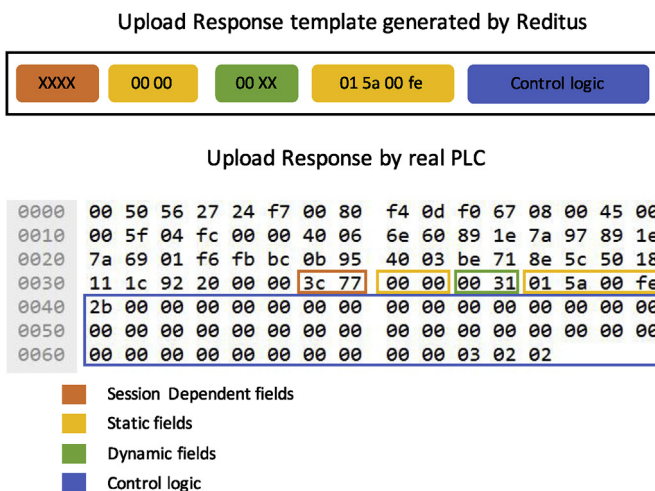 Upload Response template generated by Reditus
XXXX 00 00 00 XX 01 5a 00 fe Control logic
Upload Response by real PLC
0000 00 50 56 27 24 f7 00 80 f4 0d f0 67 08 00 45 00
0010 00 5f 04 fc 00 00 40 06 6e 60 89 1e 7a 97 89 1e
0020 7a 69 01 f6 fb bc 0b 95 40 03 be 71 8e 5c 50 18
0030 11 1c 92 20 00 00 3c 77 00 00 00 31 01 5a 00 fe
0040 2b 00 00 00 00 00 00 00 00 00 00 00 00 00 00 00
0050 00 00 00 00 00 00 00 00 00 00 00 00 00 00 00 00
0060 00 00 00 00 00 00 00 00 00 00 03 02 02
Session Dependent fields
Static fields
Dynamic fields
Control logic